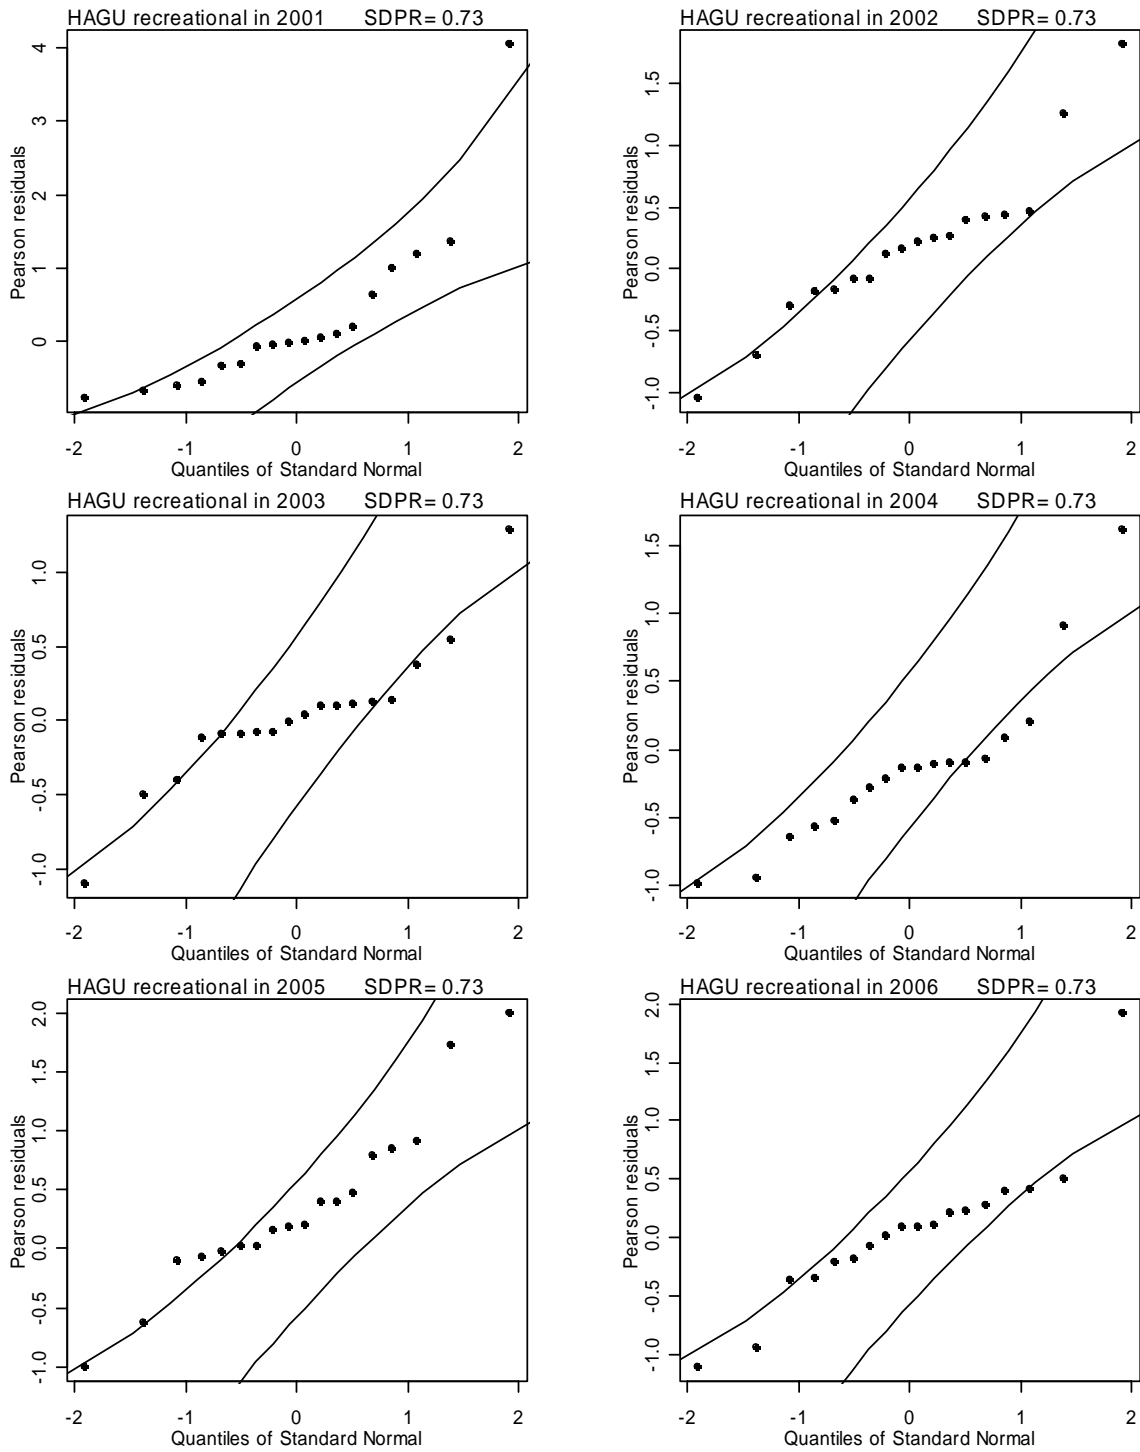 HAGU recreational in 2001 SDPR= 0.73
Pearson residuals
0 1 2 3 4
-2 -1 0 1 2
Quantiles of Standard Normal
HAGU recreational in 2002 SDPR= 0.73
Pearson residuals
-1.0 -0.5 0.0 0.5 1.0 1.5
-2 -1 0 1 2
Quantiles of Standard Normal
HAGU recreational in 2003 SDPR= 0.73
Pearson residuals
-1.0 -0.5 0.0 0.5 1.0
-2 -1 0 1 2
Quantiles of Standard Normal
HAGU recreational in 2004 SDPR= 0.73
Pearson residuals
-1.0 -0.5 0.0 0.5 1.0 1.5
-2 -1 0 1 2
Quantiles of Standard Normal
HAGU recreational in 2005 SDPR= 0.73
Pearson residuals
-1.0 -0.5 0.0 0.5 1.0 1.5 2.0
-2 -1 0 1 2
Quantiles of Standard Normal
HAGU recreational in 2006 SDPR= 0.73
Pearson residuals
-1.0 -0.5 0.0 0.5 1.0 1.5 2.0
-2 -1 0 1 2
Quantiles of Standard Normal